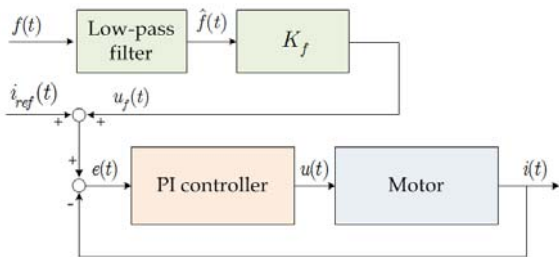 f(t)
Low-pass
filter
f̂(t)
K_f
i_ref(t)
u_f(t)
+
+
+
-
e(t)
PI controller
u(t)
Motor
i(t)